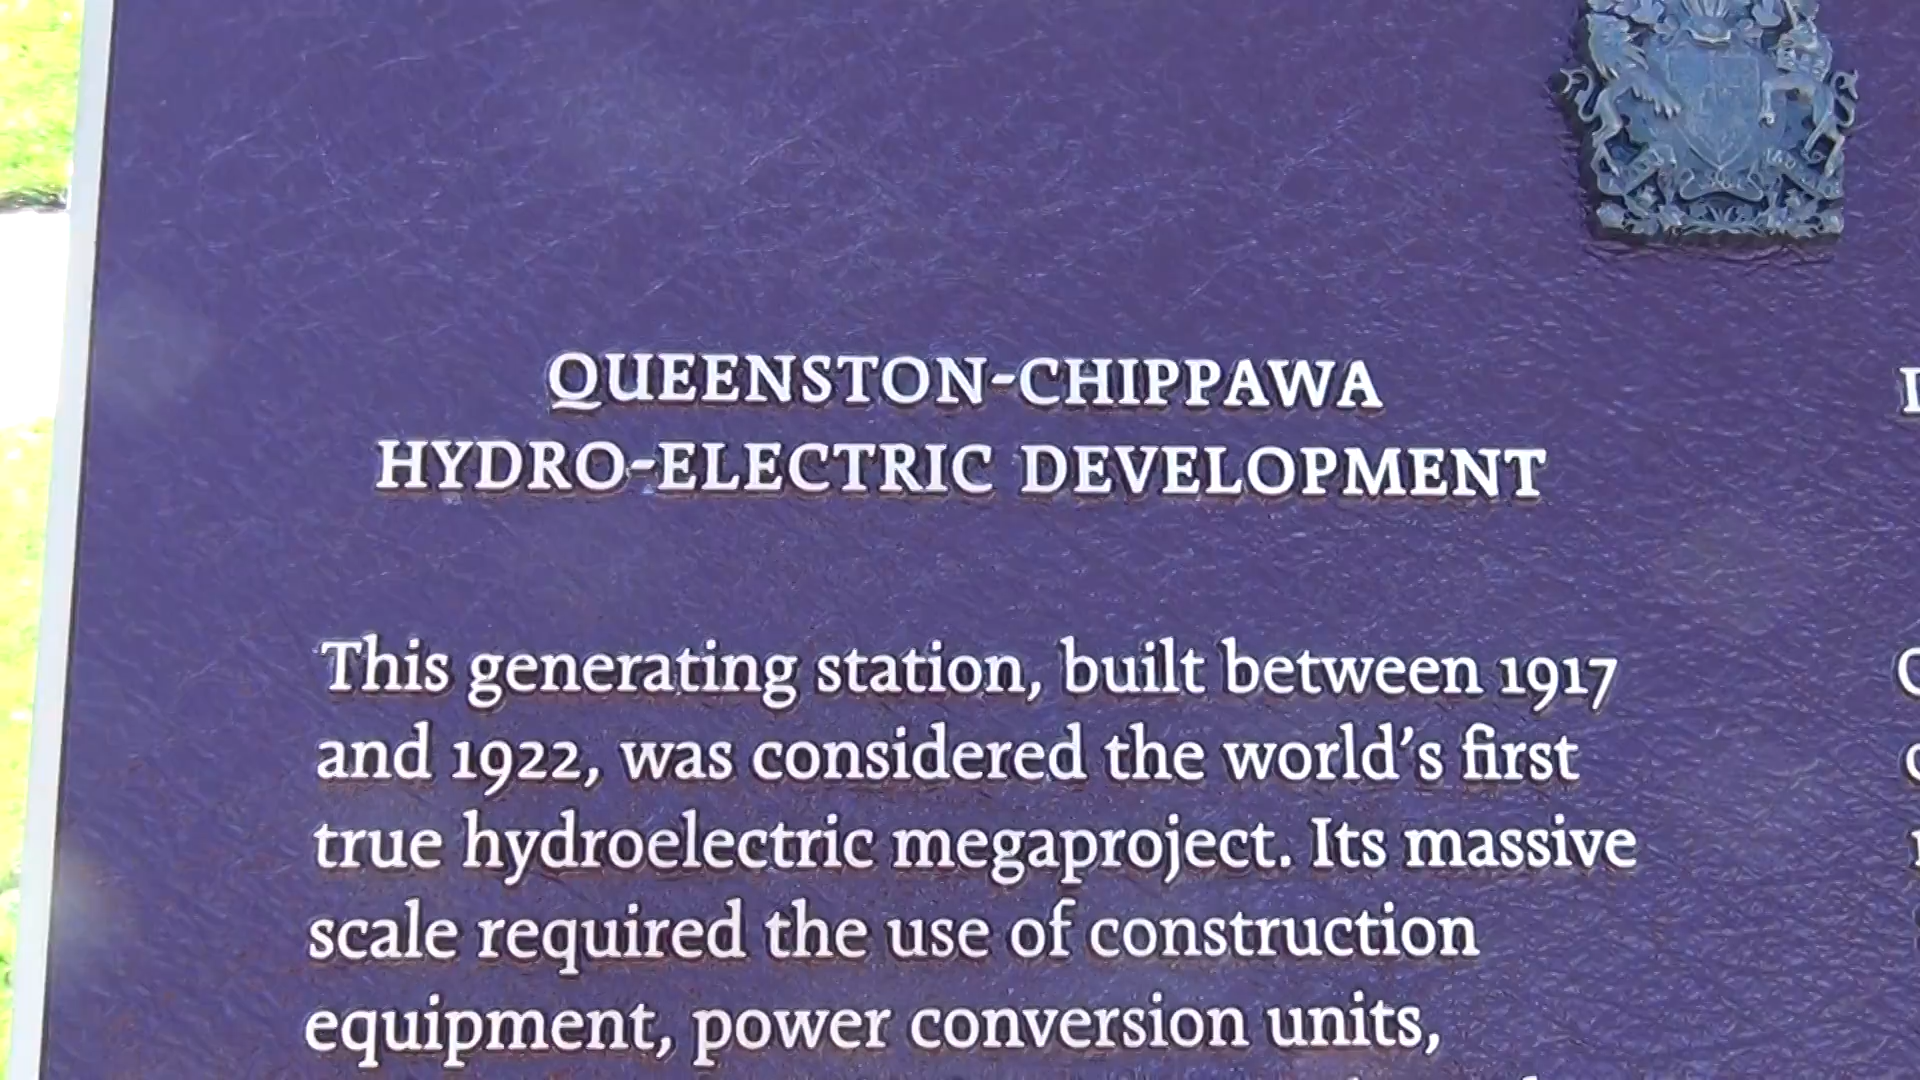 QUEENSTON-CHIPPAWA
HYDRO-ELECTRIC DEVELOPMENT
This generating station, built between 1917
and 1922, was considered the world's first
true hydroelectric megaproject. Its massive
scale required the use of construction
equipment, power conversion units,